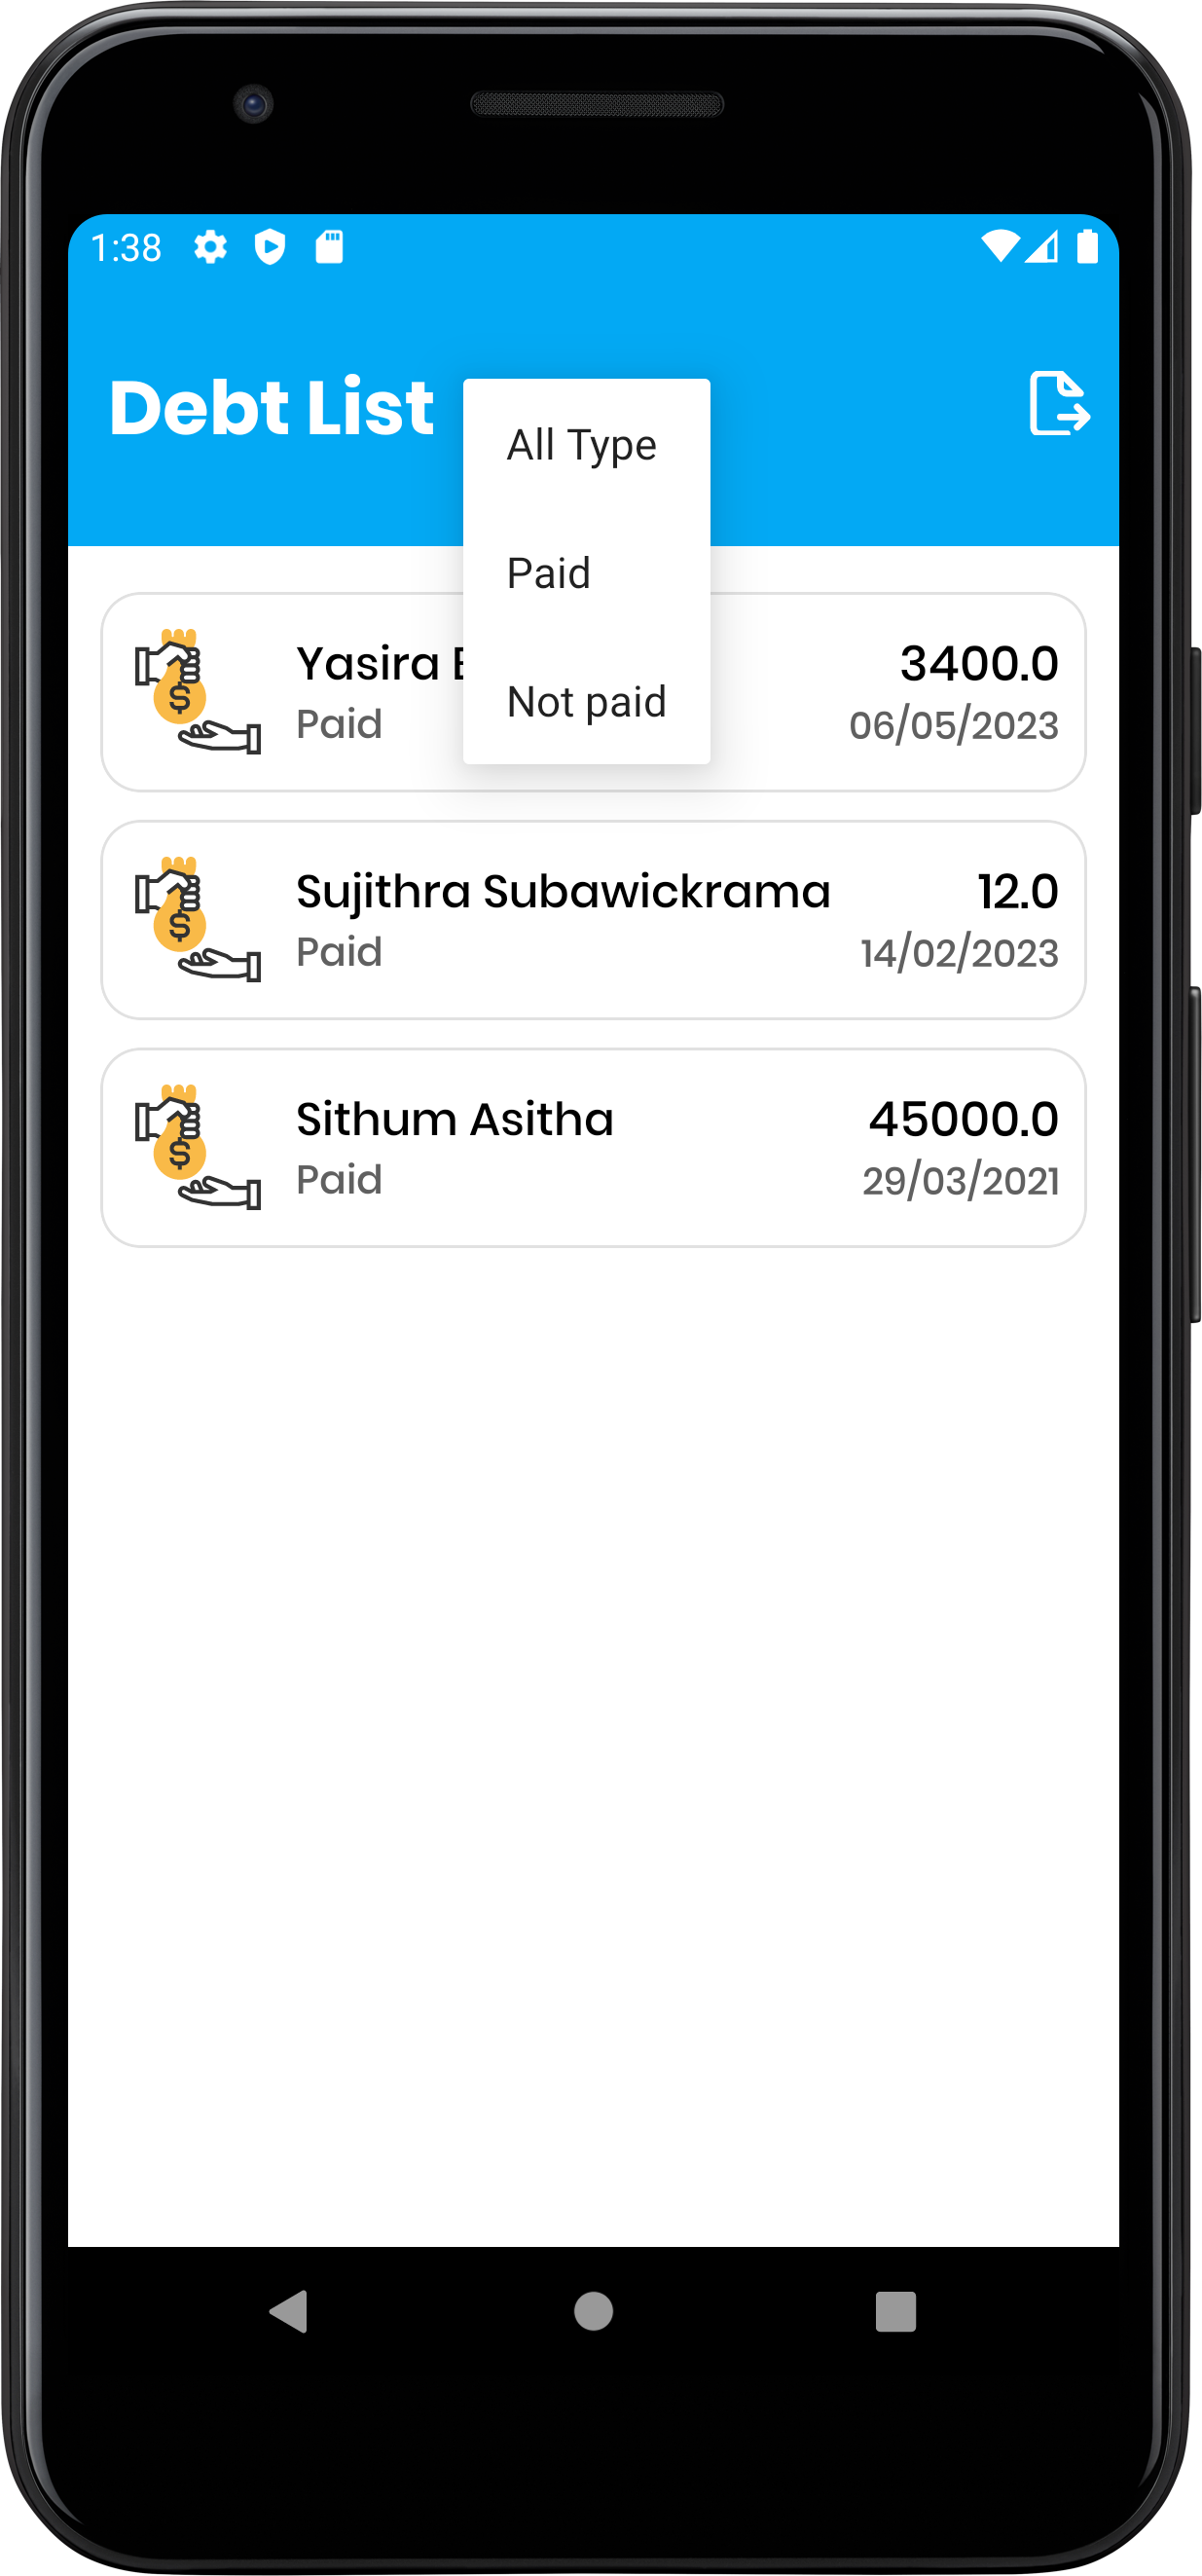 1:38
Debt List
All Type
Paid
Not paid
Yasira
3400.0
Paid
06/05/2023
Sujithra Subawickrama
12.0
Paid
14/02/2023
Sithum Asitha
45000.0
Paid
29/03/2021